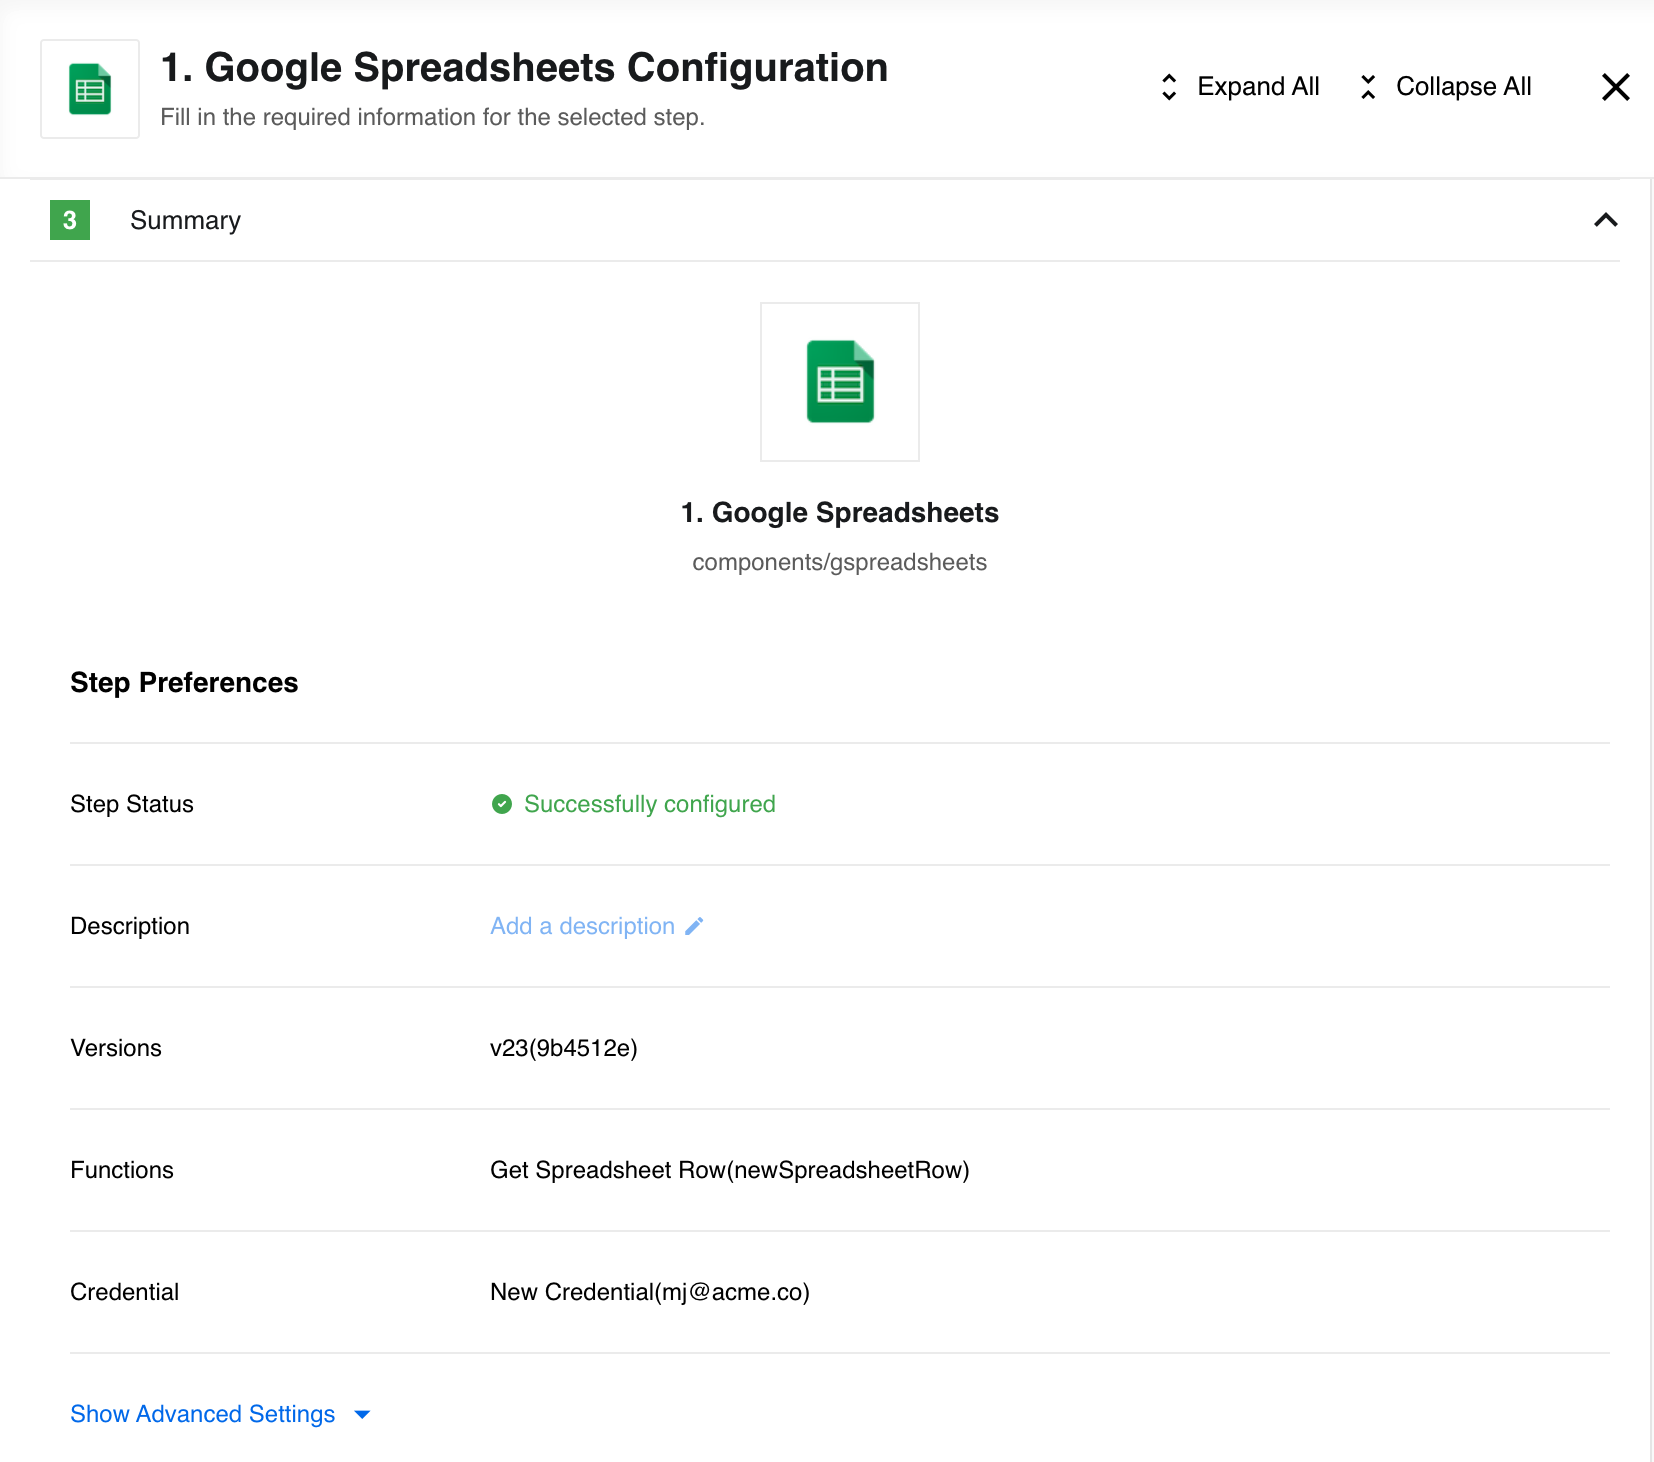 1. Google Spreadsheets Configuration
Fill in the required information for the selected step.
Expand All
Collapse All
3 Summary
1. Google Spreadsheets
components/gspreadsheets
Step Preferences
Step Status Successfully configured
Description Add a description
Versions v23(9b4512e)
Functions Get Spreadsheet Row(newSpreadsheetRow)
Credential New Credential(mj@acme.co)
Show Advanced Settings